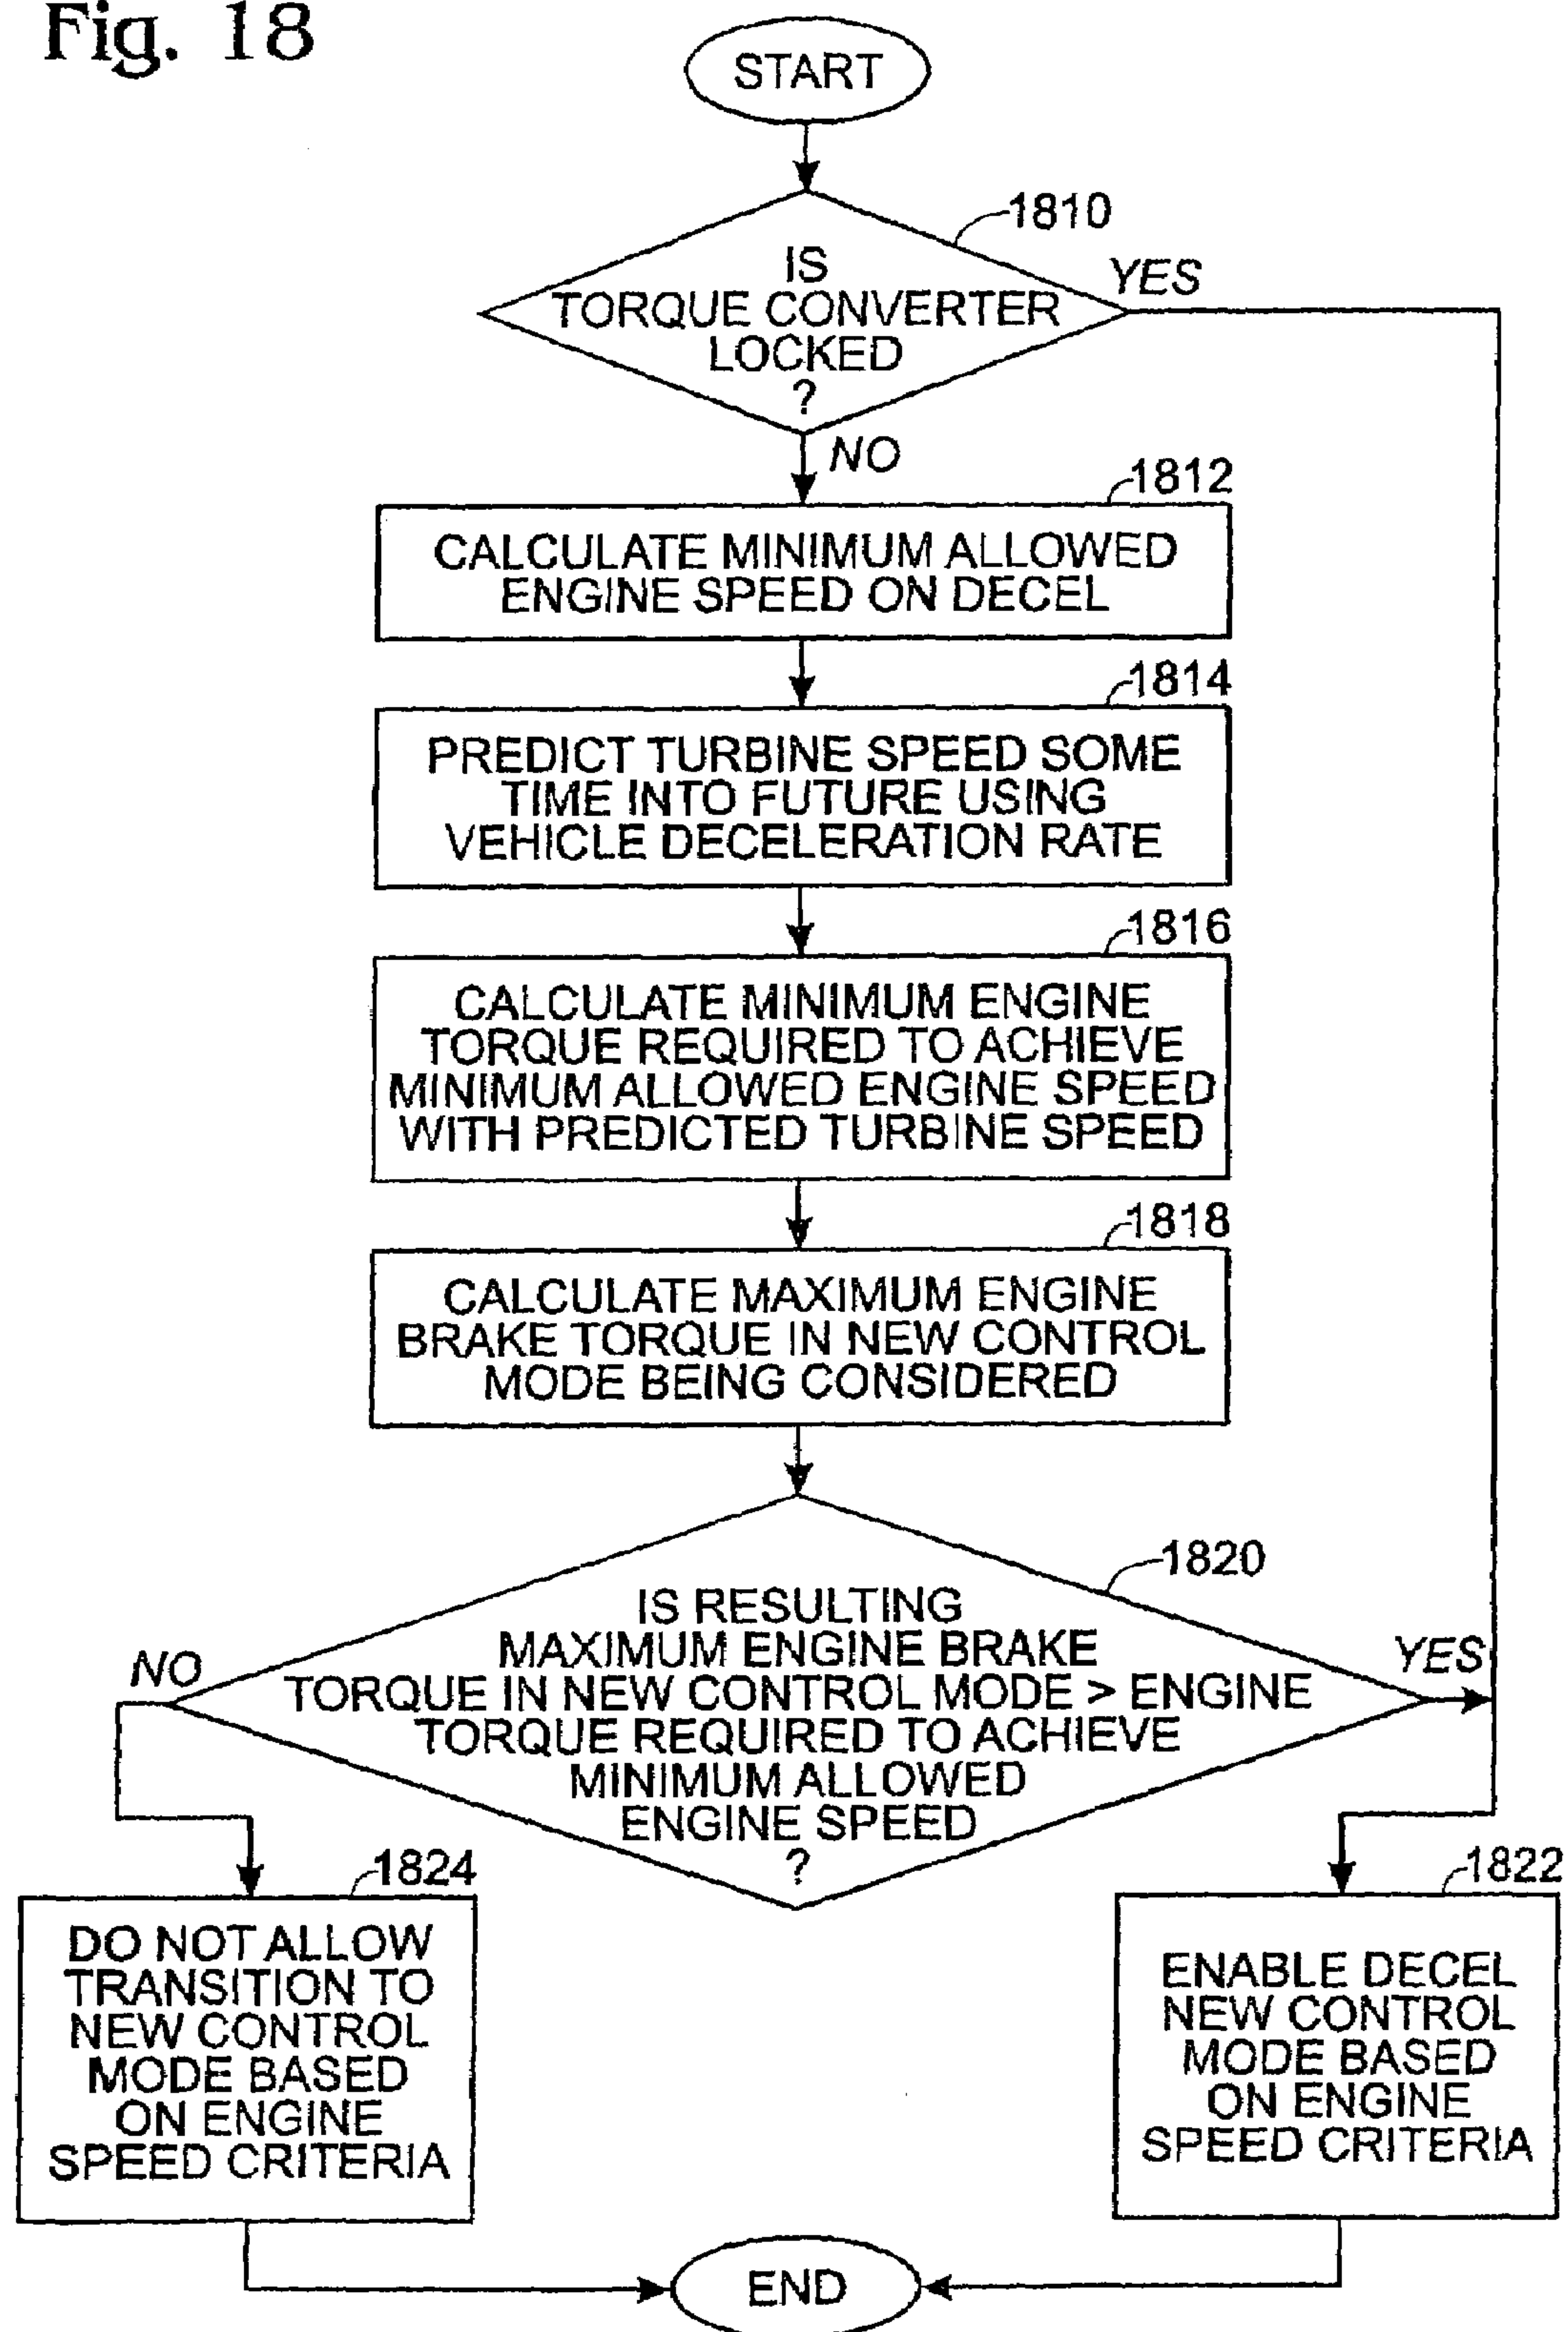 Fig. 18
START
1810
IS
TORQUE CONVERTER
LOCKED
?
YES
NO
1812
CALCULATE MINIMUM ALLOWED
ENGINE SPEED ON DECEL
1814
PREDICT TURBINE SPEED SOME
TIME INTO FUTURE USING
VEHICLE DECELERATION RATE
1816
CALCULATE MINIMUM ENGINE
TORQUE REQUIRED TO ACHIEVE
MINIMUM ALLOWED ENGINE SPEED
WITH PREDICTED TURBINE SPEED
1818
CALCULATE MAXIMUM ENGINE
BRAKE TORQUE IN NEW CONTROL
MODE BEING CONSIDERED
1820
IS RESULTING
MAXIMUM ENGINE BRAKE
TORQUE IN NEW CONTROL MODE > ENGINE
TORQUE REQUIRED TO ACHIEVE
MINIMUM ALLOWED
ENGINE SPEED
?
NO
YES
1824
DO NOT ALLOW
TRANSITION TO
NEW CONTROL
MODE BASED
ON ENGINE
SPEED CRITERIA
1822
ENABLE DECEL
NEW CONTROL
MODE BASED
ON ENGINE
SPEED CRITERIA
END